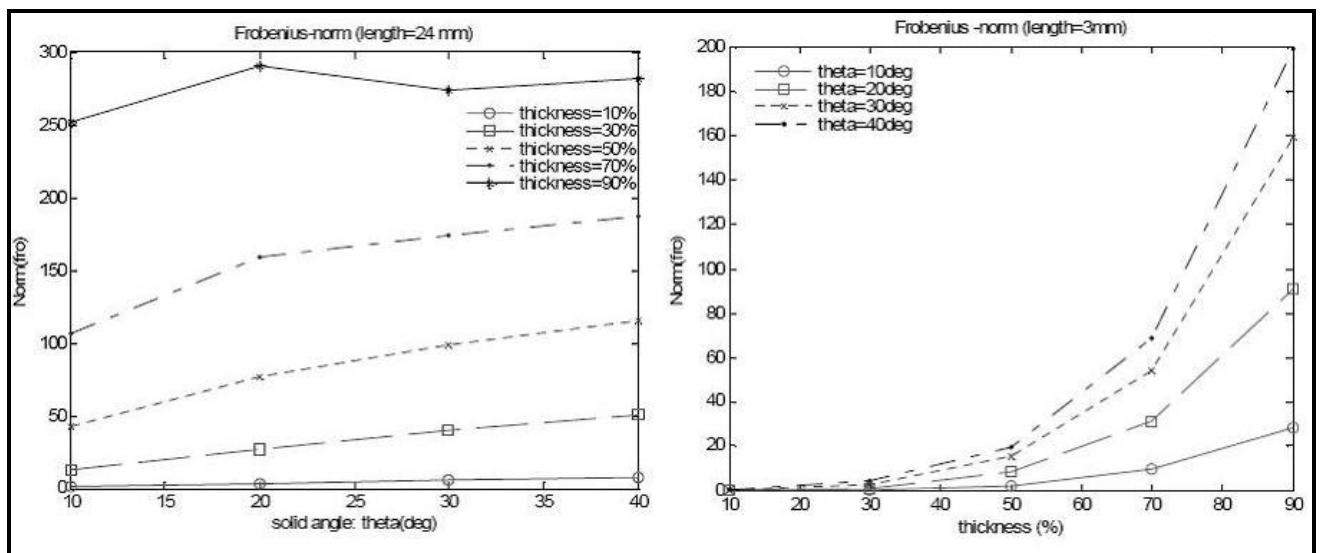 Frobenius-norm (length=24 mm)
300
250
200
150
100
50
0
Norm(fro)
thickness=10%
thickness=30%
thickness=50%
thickness=70%
thickness=90%
10 15 20 25 30 35 40
solid angle: theta(deg)
Frobenius -norm (length=3mm)
200
180
160
140
120
100
80
60
40
20
0
Norm(fro)
theta=10deg
theta=20deg
theta=30deg
theta=40deg
10 20 30 40 50 60 70 80 90
thickness (%)